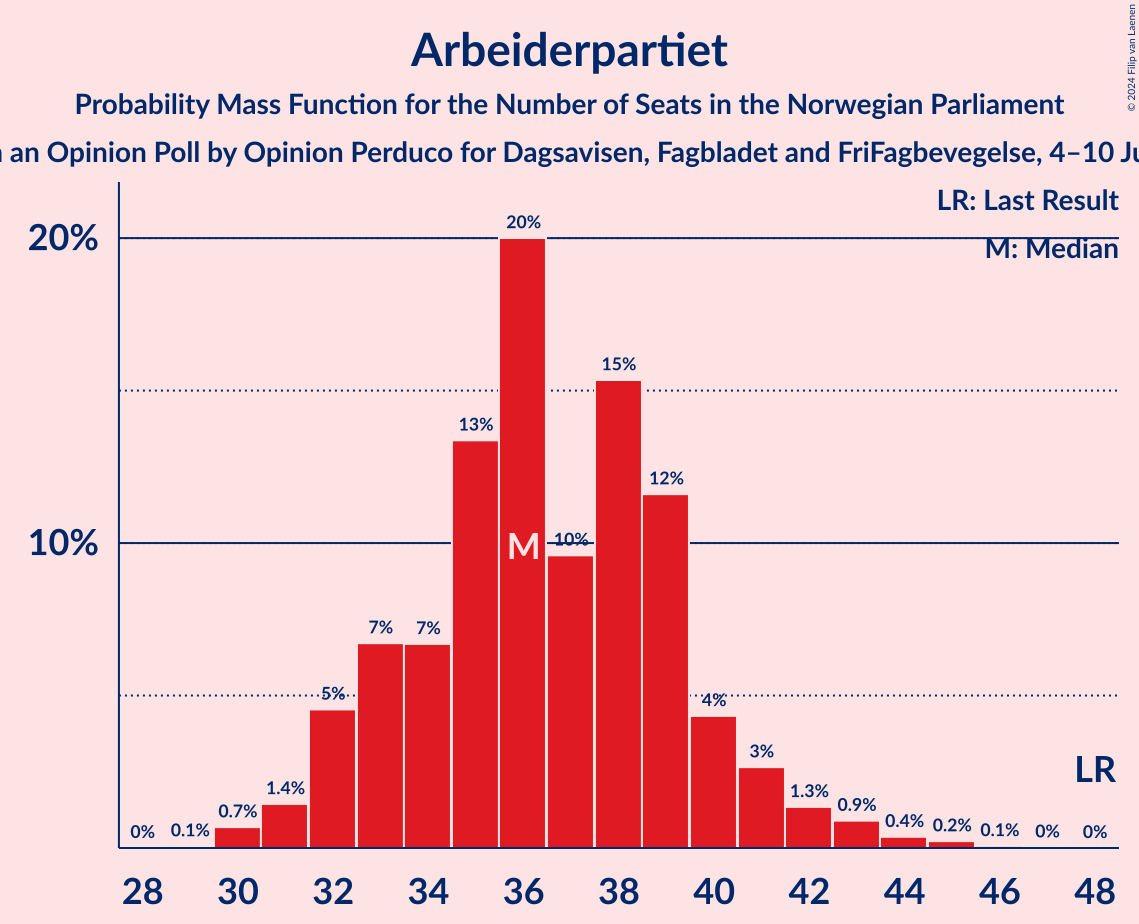 Arbeiderpartiet
Probability Mass Function for the Number of Seats in the Norwegian Parliament
an Opinion Poll by Opinion Perduco for Dagsavisen, Fagbladet and FriFagbevegelse, 4–10
© 2024 Filip van Laenen
LR: Last Result
M: Median
20%
10%
0%
0.1%
0.7%
1.4%
5%
7%
7%
13%
20%
10%
15%
12%
4%
3%
1.3%
0.9%
0.4%
0.2%
0.1%
0%
0%
M
LR
28 30 32 34 36 38 40 42 44 46 48